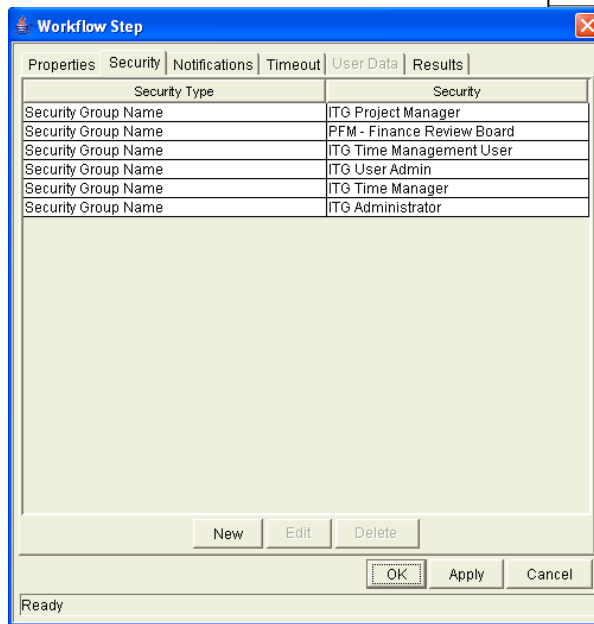 Workflow Step
Properties Security Notifications Timeout User Data Results
Security Type Security
Security Group Name ITG Project Manager
Security Group Name PFM - Finance Review Board
Security Group Name ITG Time Management User
Security Group Name ITG User Admin
Security Group Name ITG Time Manager
Security Group Name ITG Administrator
New Edit Delete
OK Apply Cancel
Ready